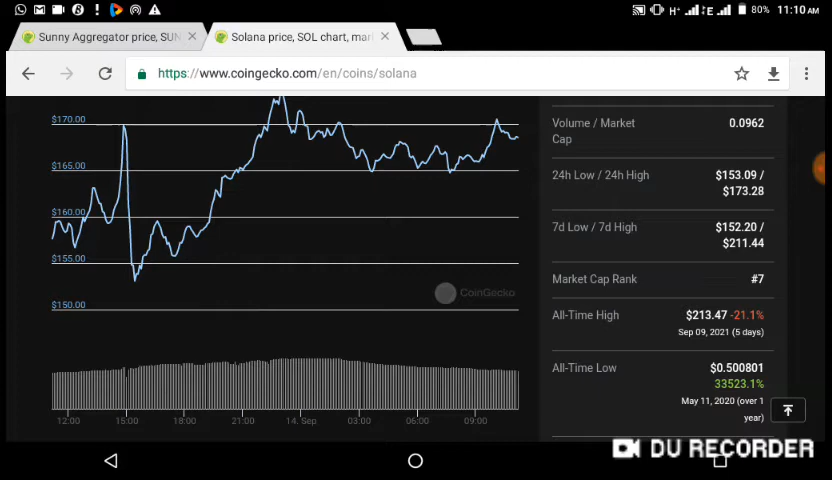 H+ E 80% 11:10 AM
Sunny Aggregator price, SUN
Solana price, SOL chart, mar
https://www.coingecko.com/en/coins/solana
$170.00
$165.00
$160.00
$155.00
$150.00
CoinGecko
12:00 15:00 18:00 21:00 14. Sep 03:00 06:00 09:00
Volume / Market 0.0962
Cap
24h Low / 24h High $153.09 /
$173.28
7d Low / 7d High $152.20 /
$211.44
Market Cap Rank #7
All-Time High $213.47 -21.1%
Sep 09, 2021 (5 days)
All-Time Low $0.500801
33523.1%
May 11, 2020 (over 1
year)
DU RECORDER